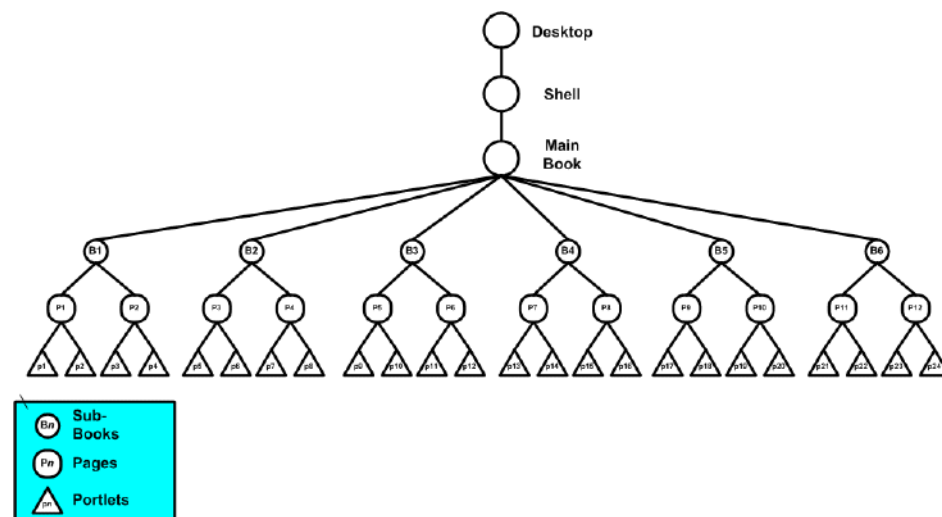 Desktop
Shell
Main
Book
B1 B2 B3 B4 B5 B6
P1 P2 P3 P4 P5 P6 P7 P8 P9 P10 P11 P12
p1 p2 p3 p4 p5 p6 p7 p8 p9 p10 p11 p12 p13 p14 p15 p16 p17 p18 p19 p20 p21 p22 p23 p24
Bn Sub-
Books
Pn Pages
pn Portlets